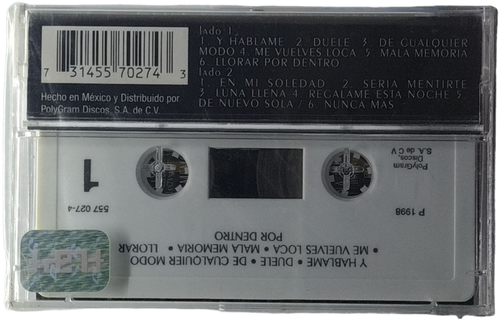 lado 1
1. Y HABLAME 2. DUELE 3. DE CUALQUIER
MODO 4. ME VUELVES LOCA 5. MALA MEMORIA
6. LLORAR POR DENTRO
lado 2
1. EN MI SOLEDAD 2. SERIA MENTIRTE
3. LUNA LLENA 4. REGALAME ESTA NOCHE 5.
DE NUEVO SOLA / 6. NUNCA MAS
7 31455 70274 3
Hecho en México y Distribuido por
PolyGram Discos, S.A. de C.V.
Y HABLAME • DUELE • DE CUALQUIER MODO
• ME VUELVES LOCA • MALA MEMORIA • LLORAR
POR DENTRO
P 1998
557 027-4
1
PolyGram
Discos,
S.A. de C V